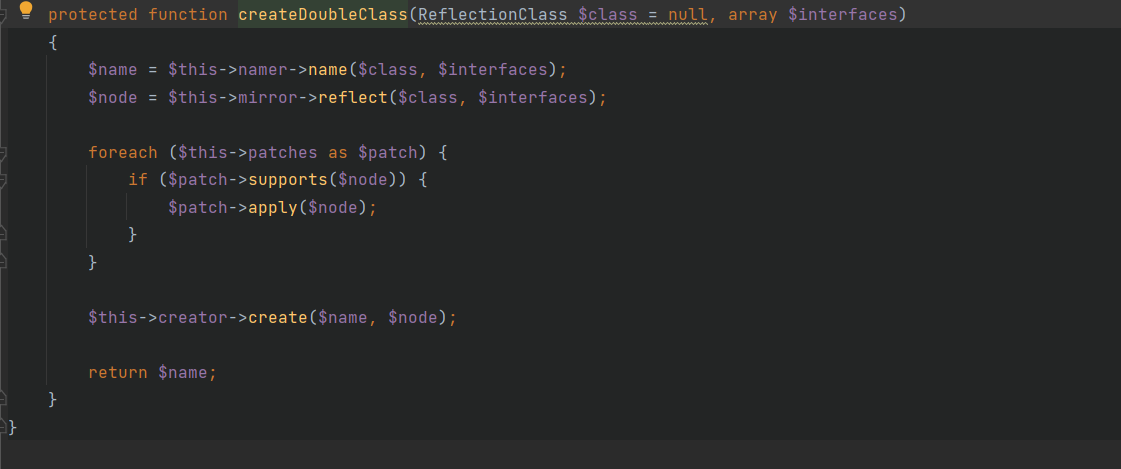 protected function createDoubleClass(ReflectionClass $class = null, array $interfaces)
{
$name = $this->namer->name($class, $interfaces);
$node = $this->mirror->reflect($class, $interfaces);
foreach ($this->patches as $patch) {
if ($patch->supports($node)) {
$patch->apply($node);
}
}
$this->creator->create($name, $node);
return $name;
}
}